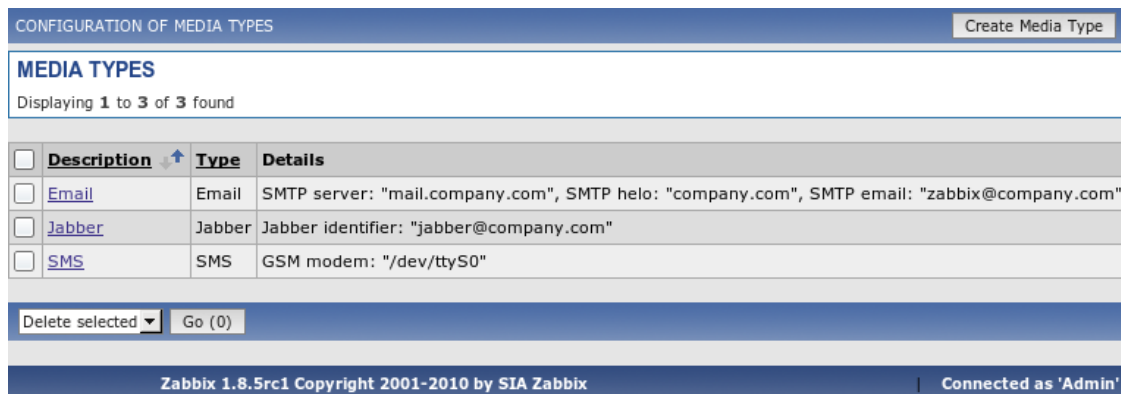 CONFIGURATION OF MEDIA TYPES Create Media Type
MEDIA TYPES
Displaying 1 to 3 of 3 found
Description Type Details
Email Email SMTP server: "mail.company.com", SMTP helo: "company.com", SMTP email: "zabbix@company.com"
Jabber Jabber Jabber identifier: "jabber@company.com"
SMS SMS GSM modem: "/dev/ttyS0"
Delete selected Go (0)
Zabbix 1.8.5rc1 Copyright 2001-2010 by SIA Zabbix | Connected as 'Admin'